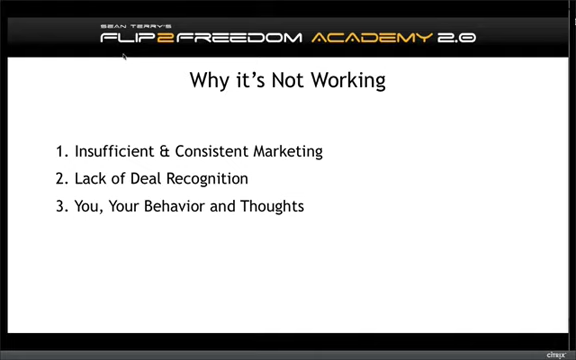 SEAN TERRY'S
FLIP2FREEDOM ACADEMY 2.0
Why it's Not Working
1. Insufficient & Consistent Marketing
2. Lack of Deal Recognition
3. You, Your Behavior and Thoughts
CITRIX